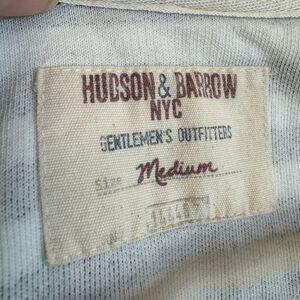 HUDSON & BARROW
NYC
GENTLEMEN'S OUTFITTERS
Size Medium